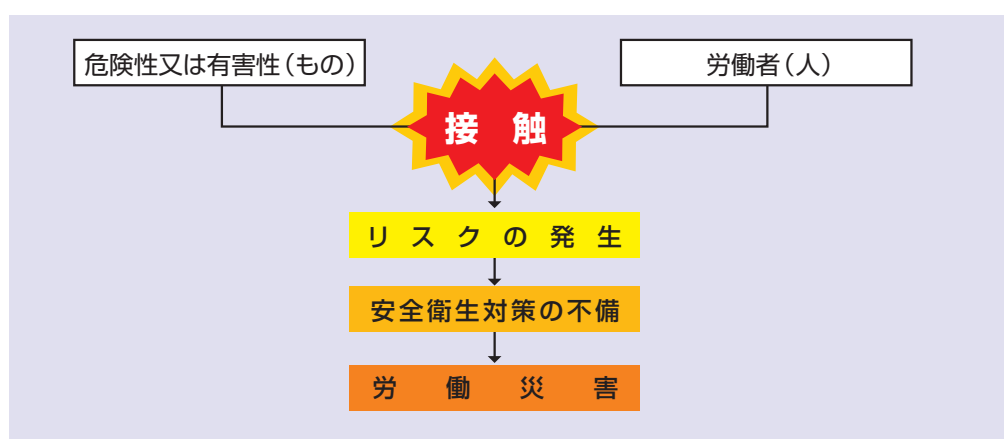 危険性又は有害性(もの)
労働者(人)
接触
リスクの発生
安全衛生対策の不備
労働災害